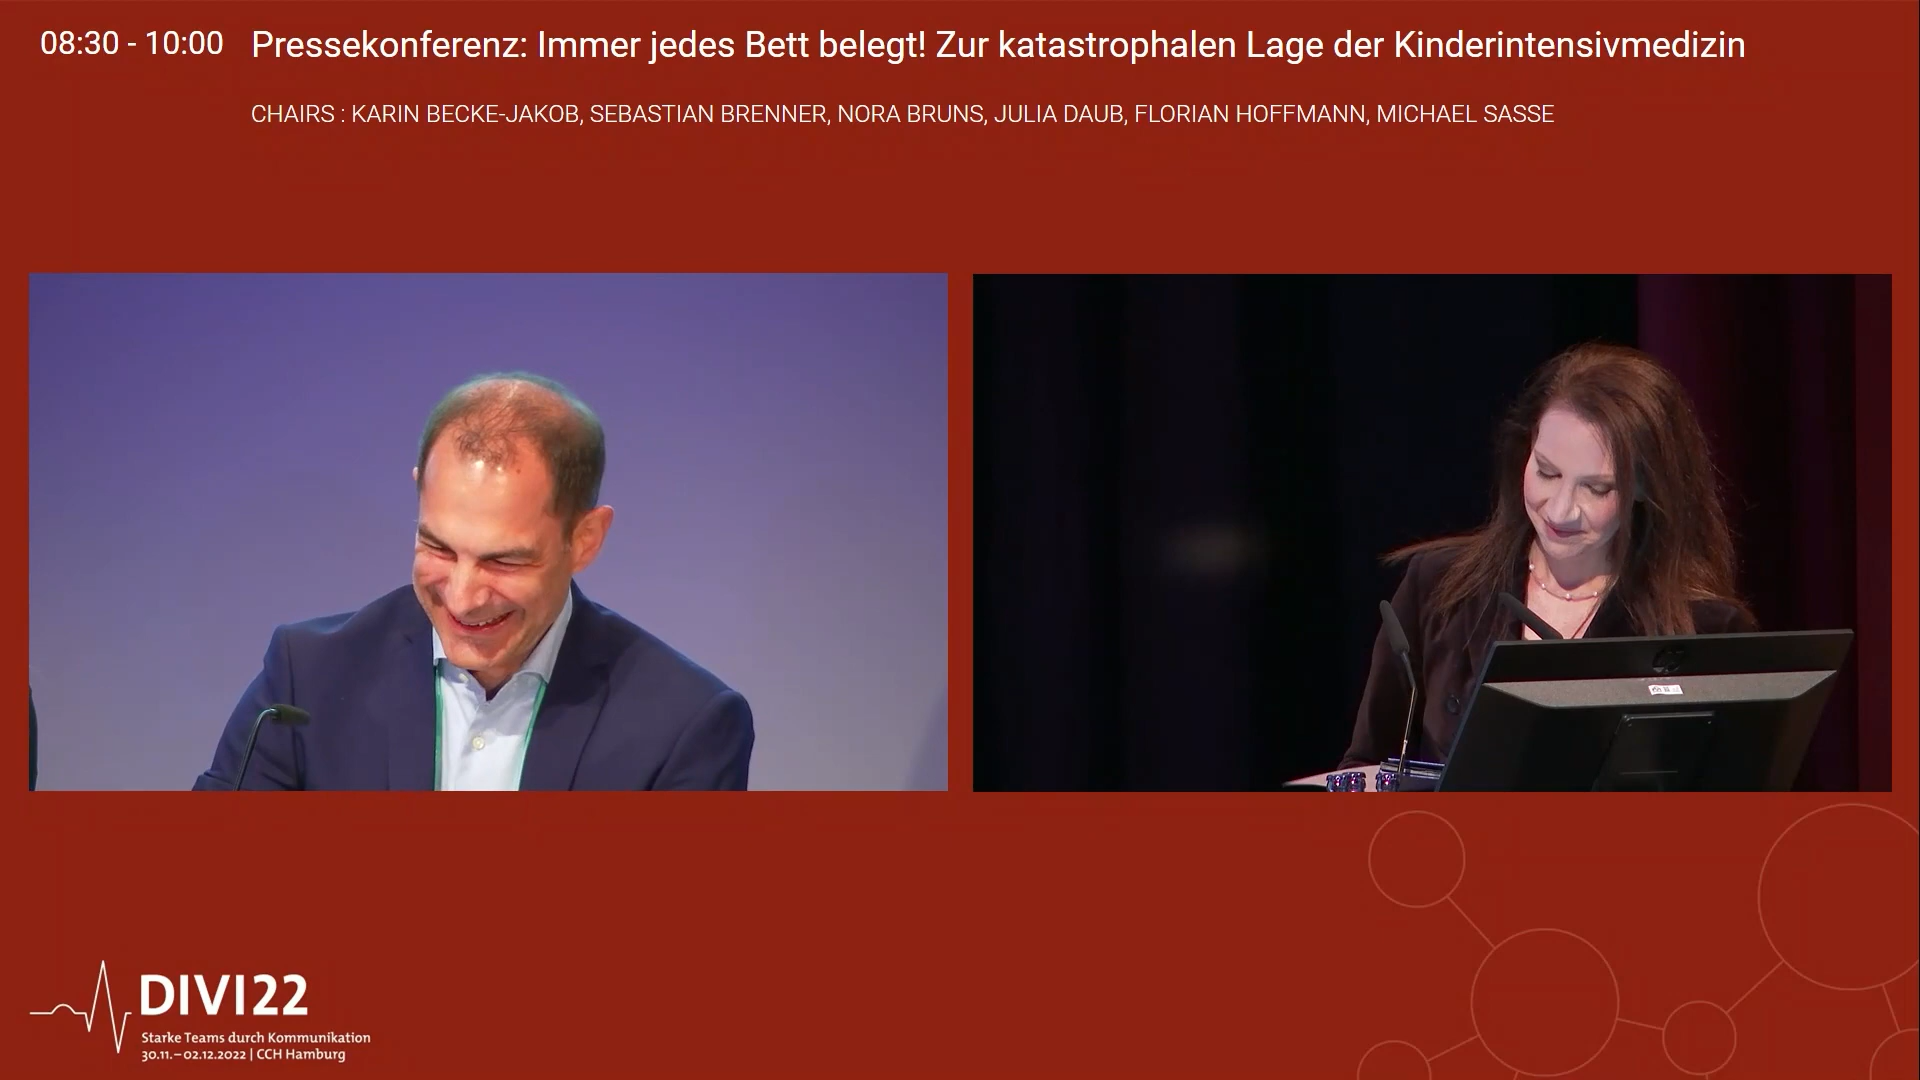 08:30 - 10:00 Pressekonferenz: Immer jedes Bett belegt! Zur katastrophalen Lage der Kinderintensivmedizin
CHAIRS : KARIN BECKE-JAKOB, SEBASTIAN BRENNER, NORA BRUNS, JULIA DAUB, FLORIAN HOFFMANN, MICHAEL SASSE
DIVI22
Starke Teams durch Kommunikation
30.11.–02.12.2022 | CCH Hamburg